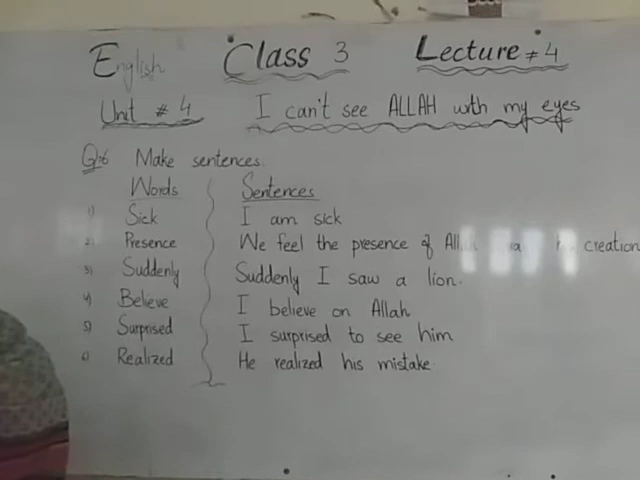 English Class 3 Lecture # 4
Unit # 4 I can't see ALLAH with my eyes
Q:6 Make sentences
Words Sentences
1) Sick I am sick
2) Presence We feel the presence of creation
3) Suddenly Suddenly I saw a lion.
4) Believe I believe on Allah
5) Surprised I surprised to see him
6) Realized He realized his mistake